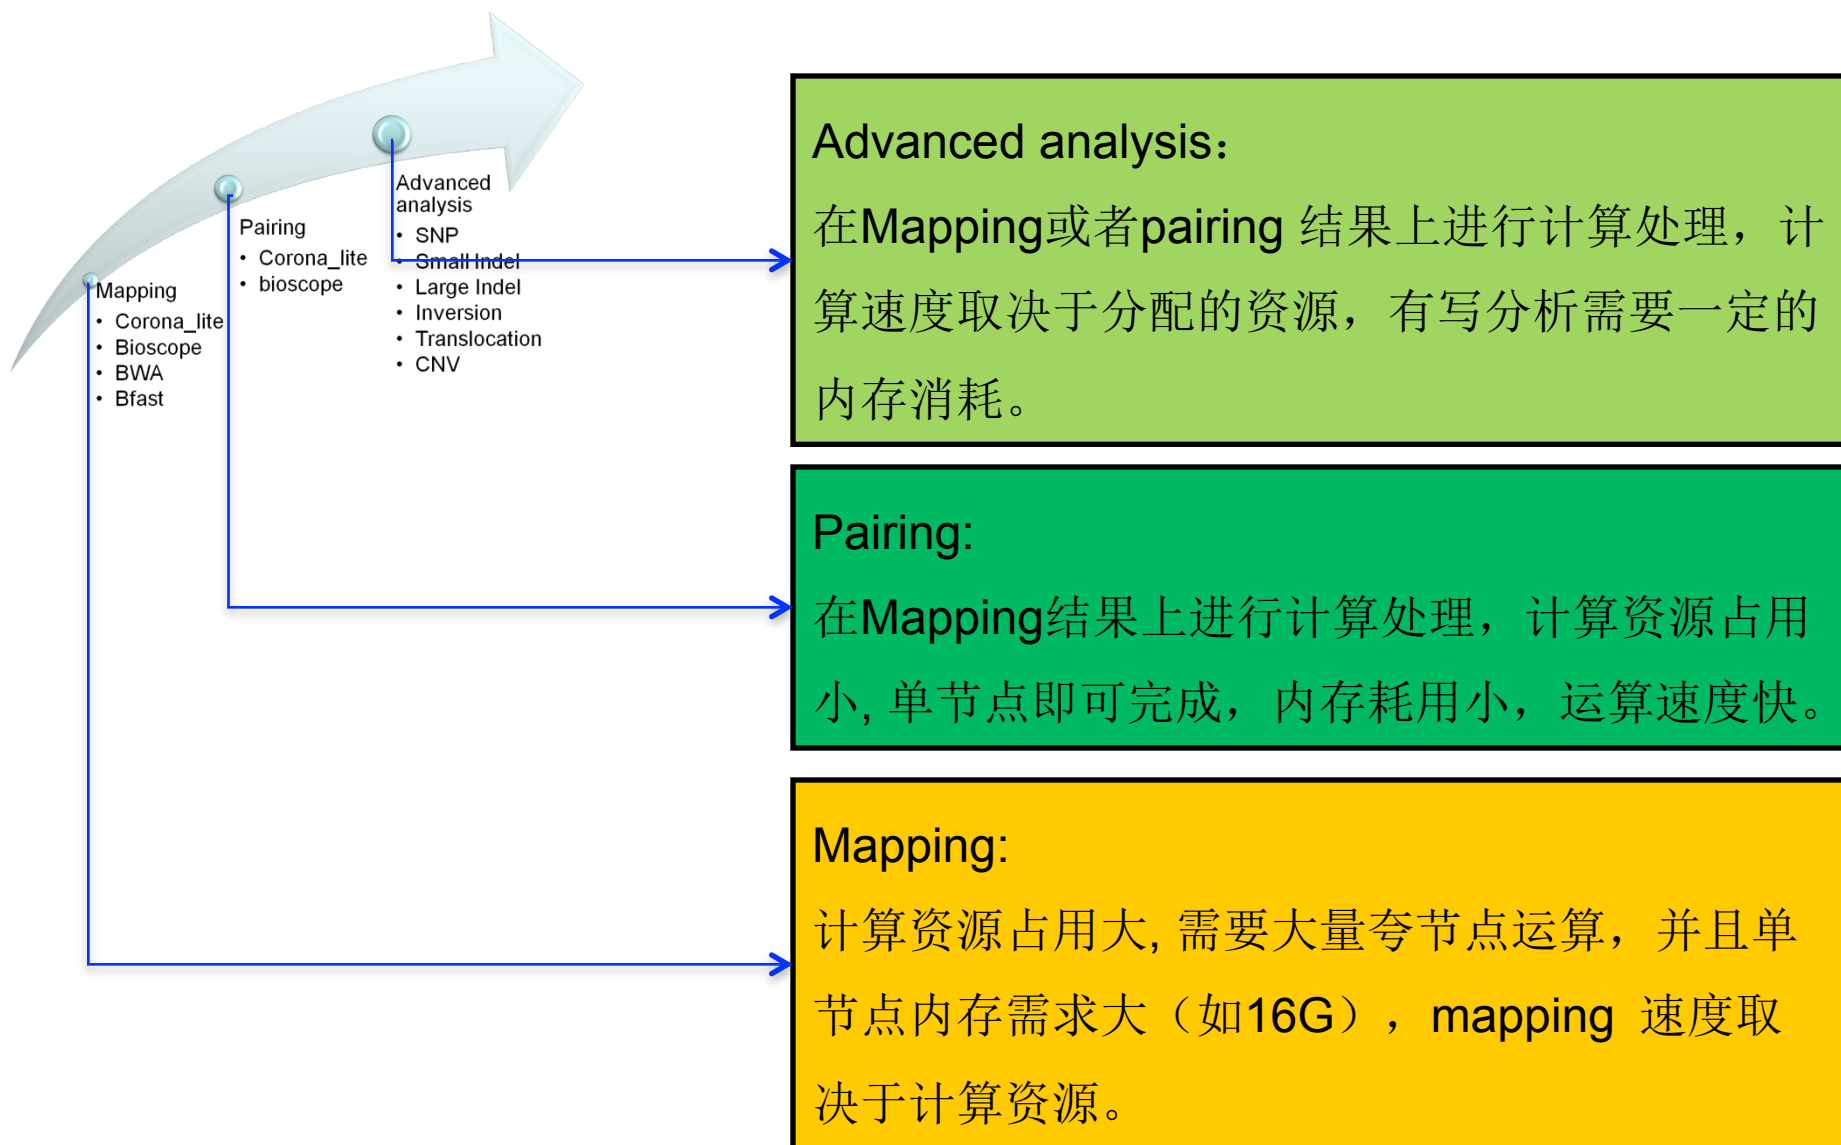 Mapping
• Corona_lite
• Bioscope
• BWA
• Bfast
Pairing
• Corona_lite
• bioscope
Advanced
analysis
• SNP
• Small Indel
• Large Indel
• Inversion
• Translocation
• CNV
Advanced analysis：
在Mapping或者pairing 结果上进行计算处理，计
算速度取决于分配的资源，有写分析需要一定的
内存消耗。
Pairing:
在Mapping结果上进行计算处理，计算资源占用
小, 单节点即可完成，内存耗用小，运算速度快。
Mapping:
计算资源占用大, 需要大量夸节点运算，并且单
节点内存需求大（如16G），mapping 速度取
决于计算资源。